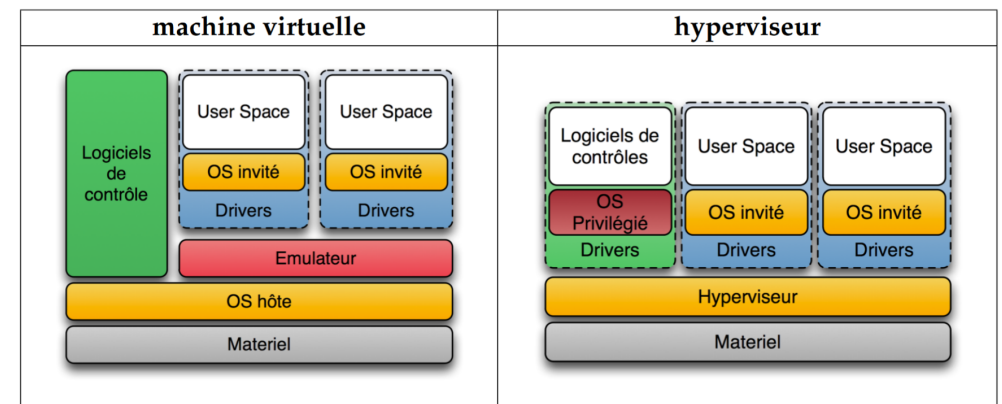 machine virtuelle
hyperviseur
Logiciels
de
contrôle
User Space
User Space
OS invité
OS invité
Drivers
Drivers
Emulateur
OS hôte
Materiel
Logiciels de
contrôles
User Space
User Space
OS
Privilégié
OS invité
OS invité
Drivers
Drivers
Drivers
Hyperviseur
Materiel